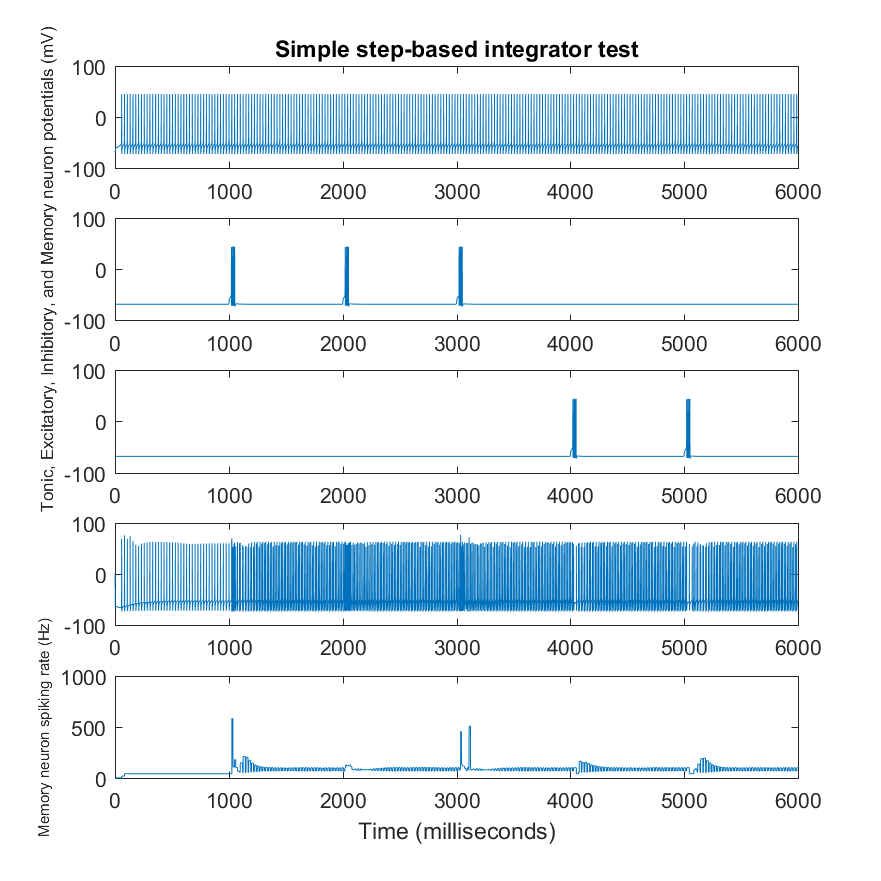 Simple step-based integrator test
Tonic, Excitatory, Inhibitory, and Memory neuron potentials (mV)
100
0
-100
0 1000 2000 3000 4000 5000 6000
100
0
-100
0 1000 2000 3000 4000 5000 6000
100
0
-100
0 1000 2000 3000 4000 5000 6000
100
0
-100
0 1000 2000 3000 4000 5000 6000
Memory neuron spiking rate (Hz)
1000
500
0
0 1000 2000 3000 4000 5000 6000
Time (milliseconds)